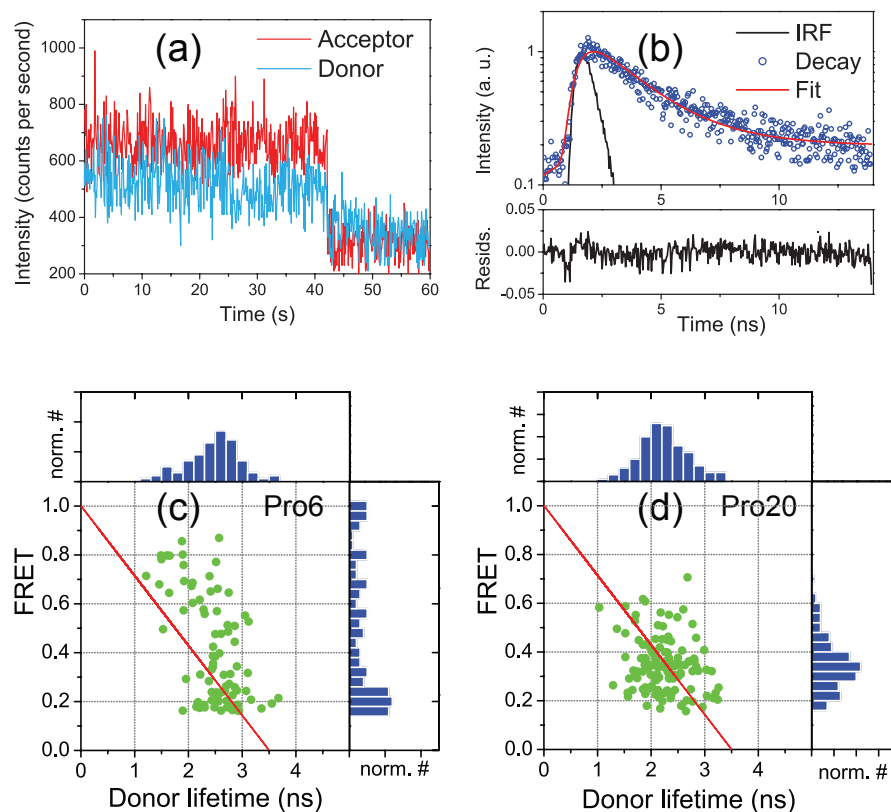 (a)
Acceptor
Donor
Intensity (counts per second)
1000
800
600
400
200
0 10 20 30 40 50 60
Time (s)
(b)
IRF
Decay
Fit
Intensity (a. u.)
1
0.1
Resids.
0.05
0.00
-0.05
0 5 10
Time (ns)
norm. #
(c) Pro6
FRET
1.0
0.8
0.6
0.4
0.2
0.0
0 1 2 3 4
Donor lifetime (ns)
norm. #
norm. #
(d) Pro20
FRET
1.0
0.8
0.6
0.4
0.2
0.0
0 1 2 3 4
Donor lifetime (ns)
norm. #